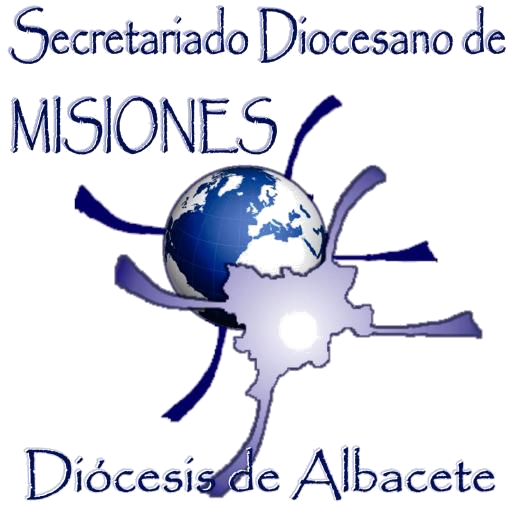 Secretariado Diocesano de
MISIONES
Diócesis de Albacete